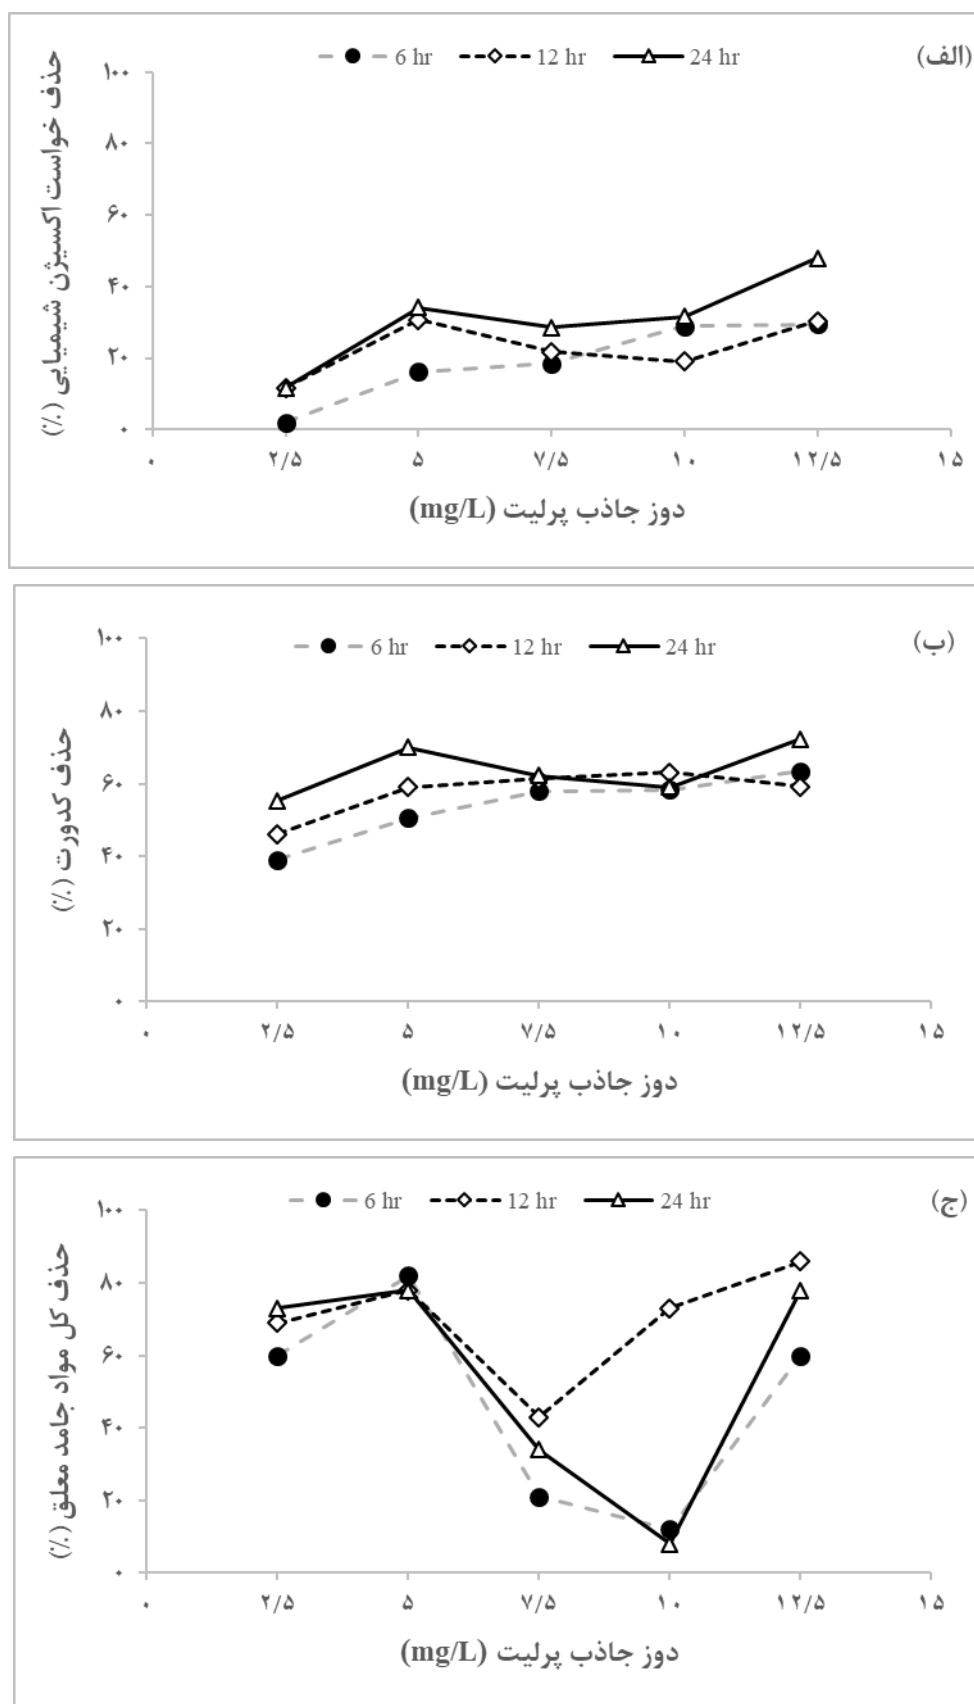 (الف)
6 hr 12 hr 24 hr
حذف خواست اکسیژن شیمیایی (٪)
۱۰۰
۸۰
۶۰
۴۰
۲۰
۰
۰ ۲/۵ ۵ ۷/۵ ۱۰ ۱۲/۵ ۱۵
دوز جاذب پرلیت (mg/L)
(ب)
6 hr 12 hr 24 hr
حذف کدورت (٪)
۱۰۰
۸۰
۶۰
۴۰
۲۰
۰
۰ ۲/۵ ۵ ۷/۵ ۱۰ ۱۲/۵ ۱۵
دوز جاذب پرلیت (mg/L)
(ج)
6 hr 12 hr 24 hr
حذف کل مواد جامد معلق (٪)
۱۰۰
۸۰
۶۰
۴۰
۲۰
۰
۰ ۲/۵ ۵ ۷/۵ ۱۰ ۱۲/۵ ۱۵
دوز جاذب پرلیت (mg/L)